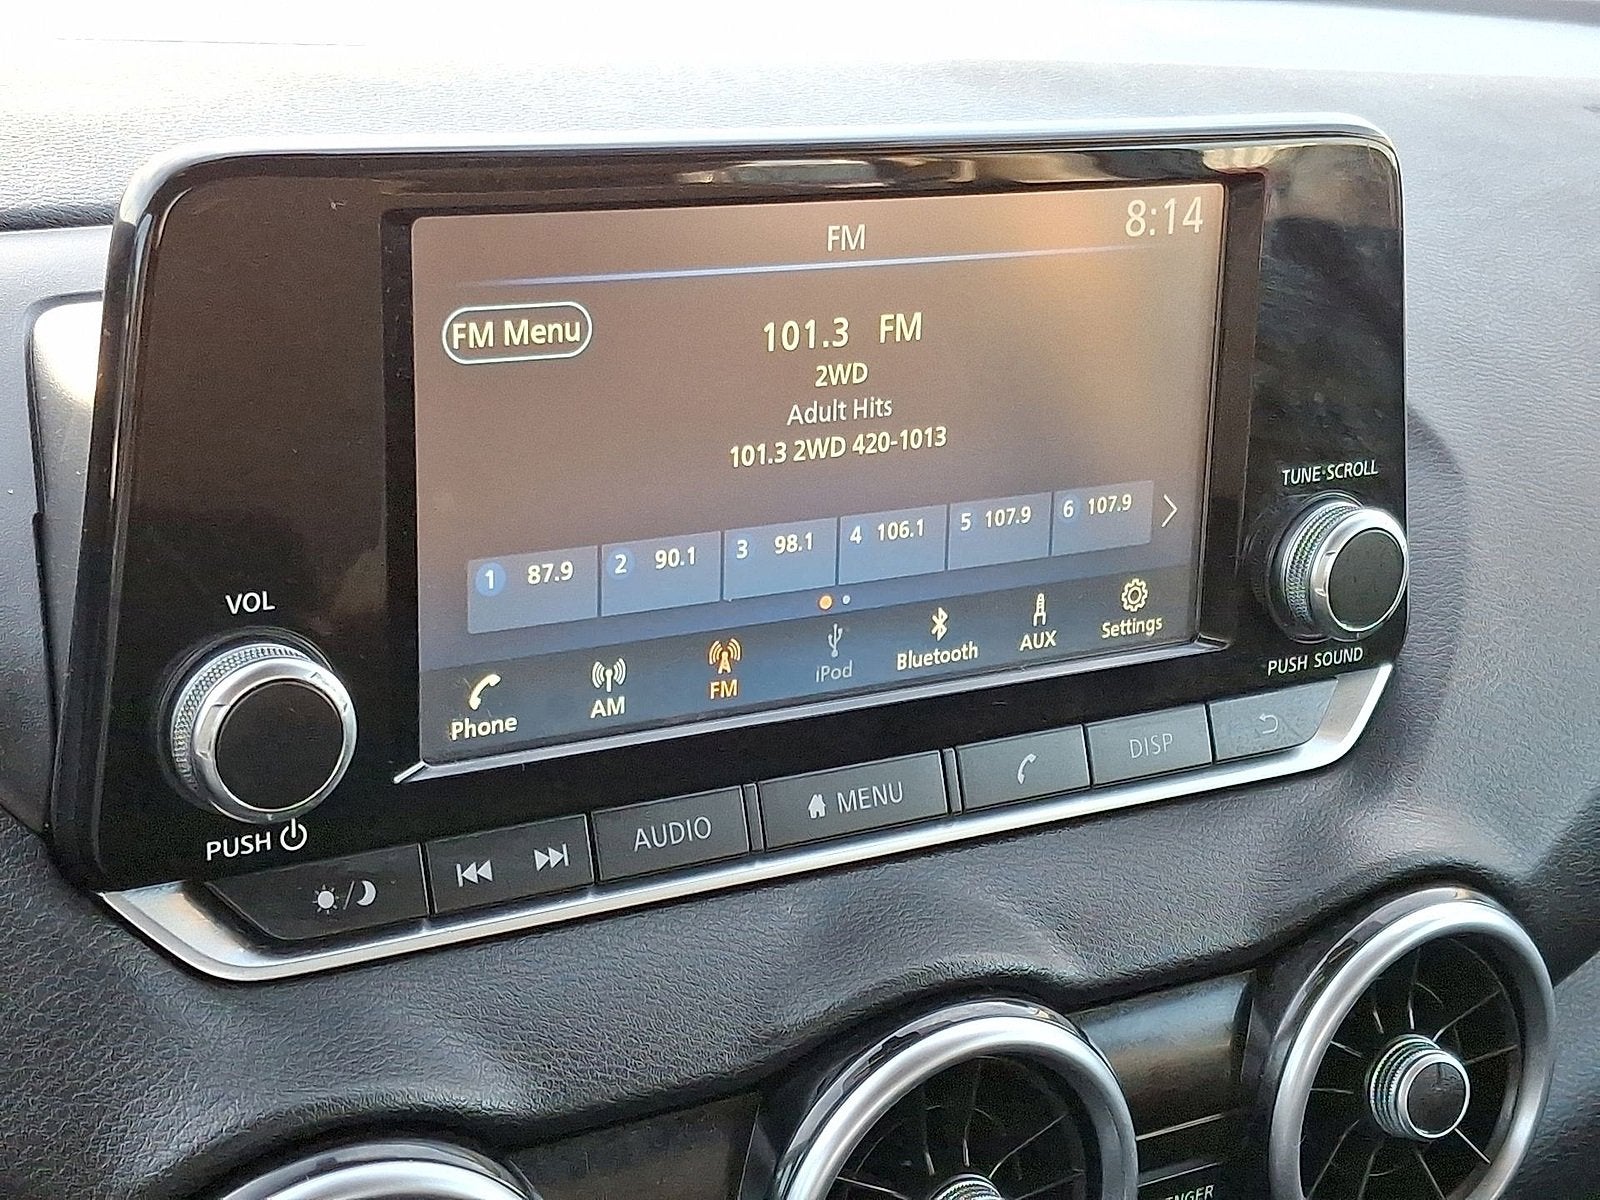 FM
8:14
FM Menu
101.3 FM
2WD
Adult Hits
101.3 2WD 420-1013
1 87.9 2 90.1 3 98.1 4 106.1 5 107.9 6 107.9
Phone AM FM iPod Bluetooth AUX Settings
TUNE·SCROLL
PUSH SOUND
VOL
PUSH
AUDIO MENU DISP